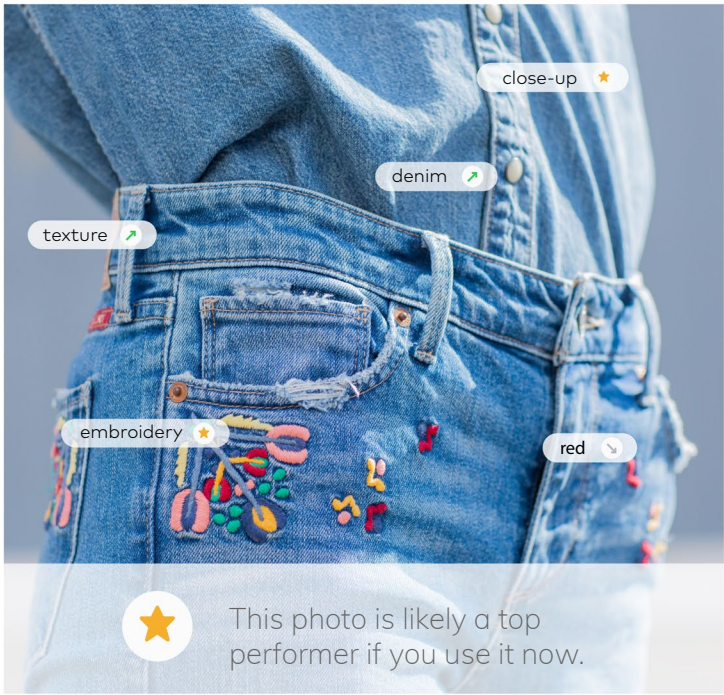 close-up
denim
texture
embroidery
red
This photo is likely a top
performer if you use it now.